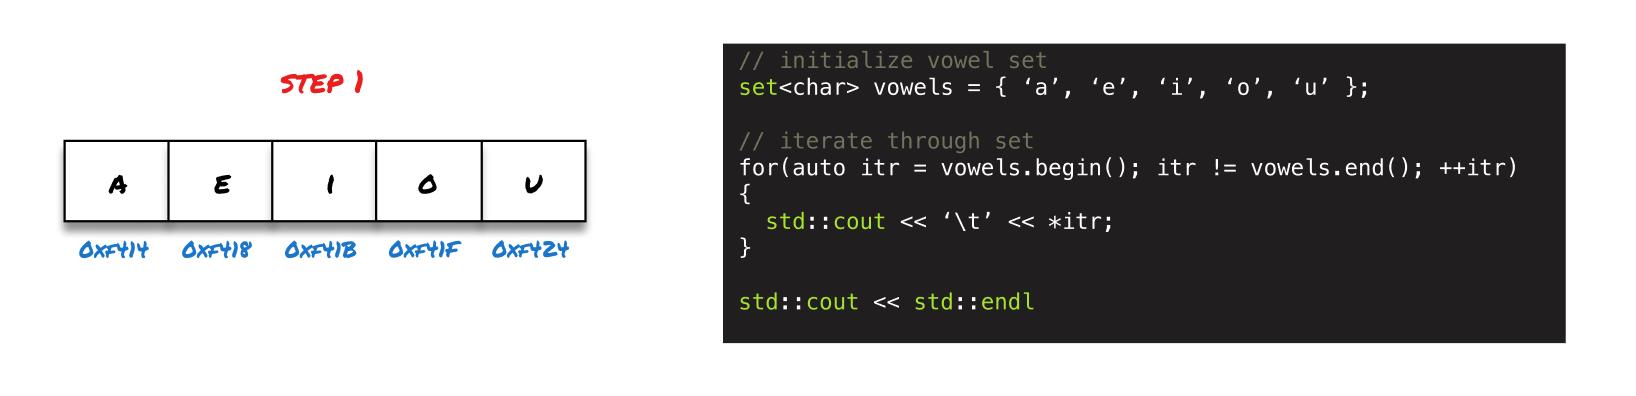 STEP 1
A E I O U
0XF414 0XF418 0XF41B 0XF41F 0XF424
// initialize vowel set
set<char> vowels = { ‘a’, ‘e’, ‘i’, ‘o’, ‘u’ };
// iterate through set
for(auto itr = vowels.begin(); itr != vowels.end(); ++itr)
{
std::cout << ‘\t’ << *itr;
}
std::cout << std::endl